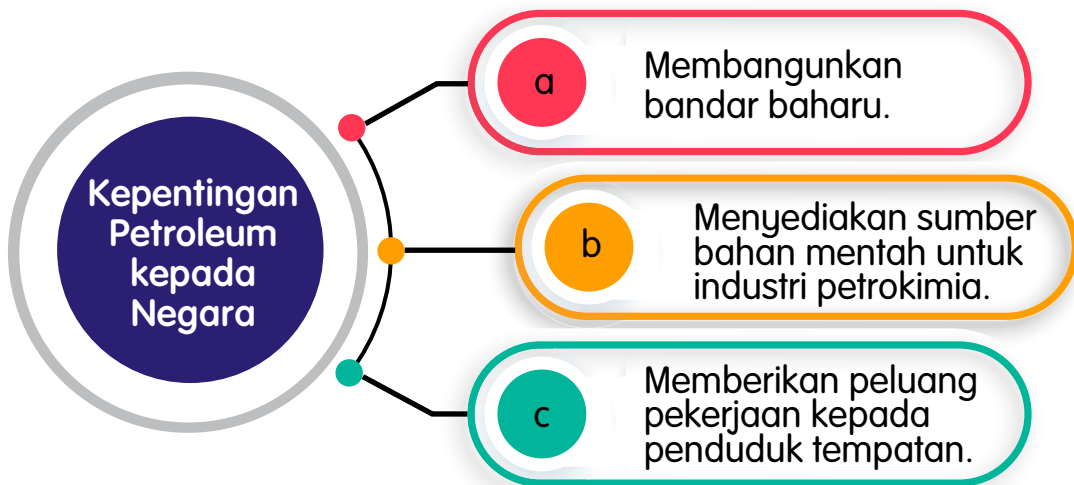 Kepentingan
Petroleum
kepada
Negara
a
Membangunkan
bandar baharu.
b
Menyediakan sumber
bahan mentah untuk
industri petrokimia.
c
Memberikan peluang
pekerjaan kepada
penduduk tempatan.